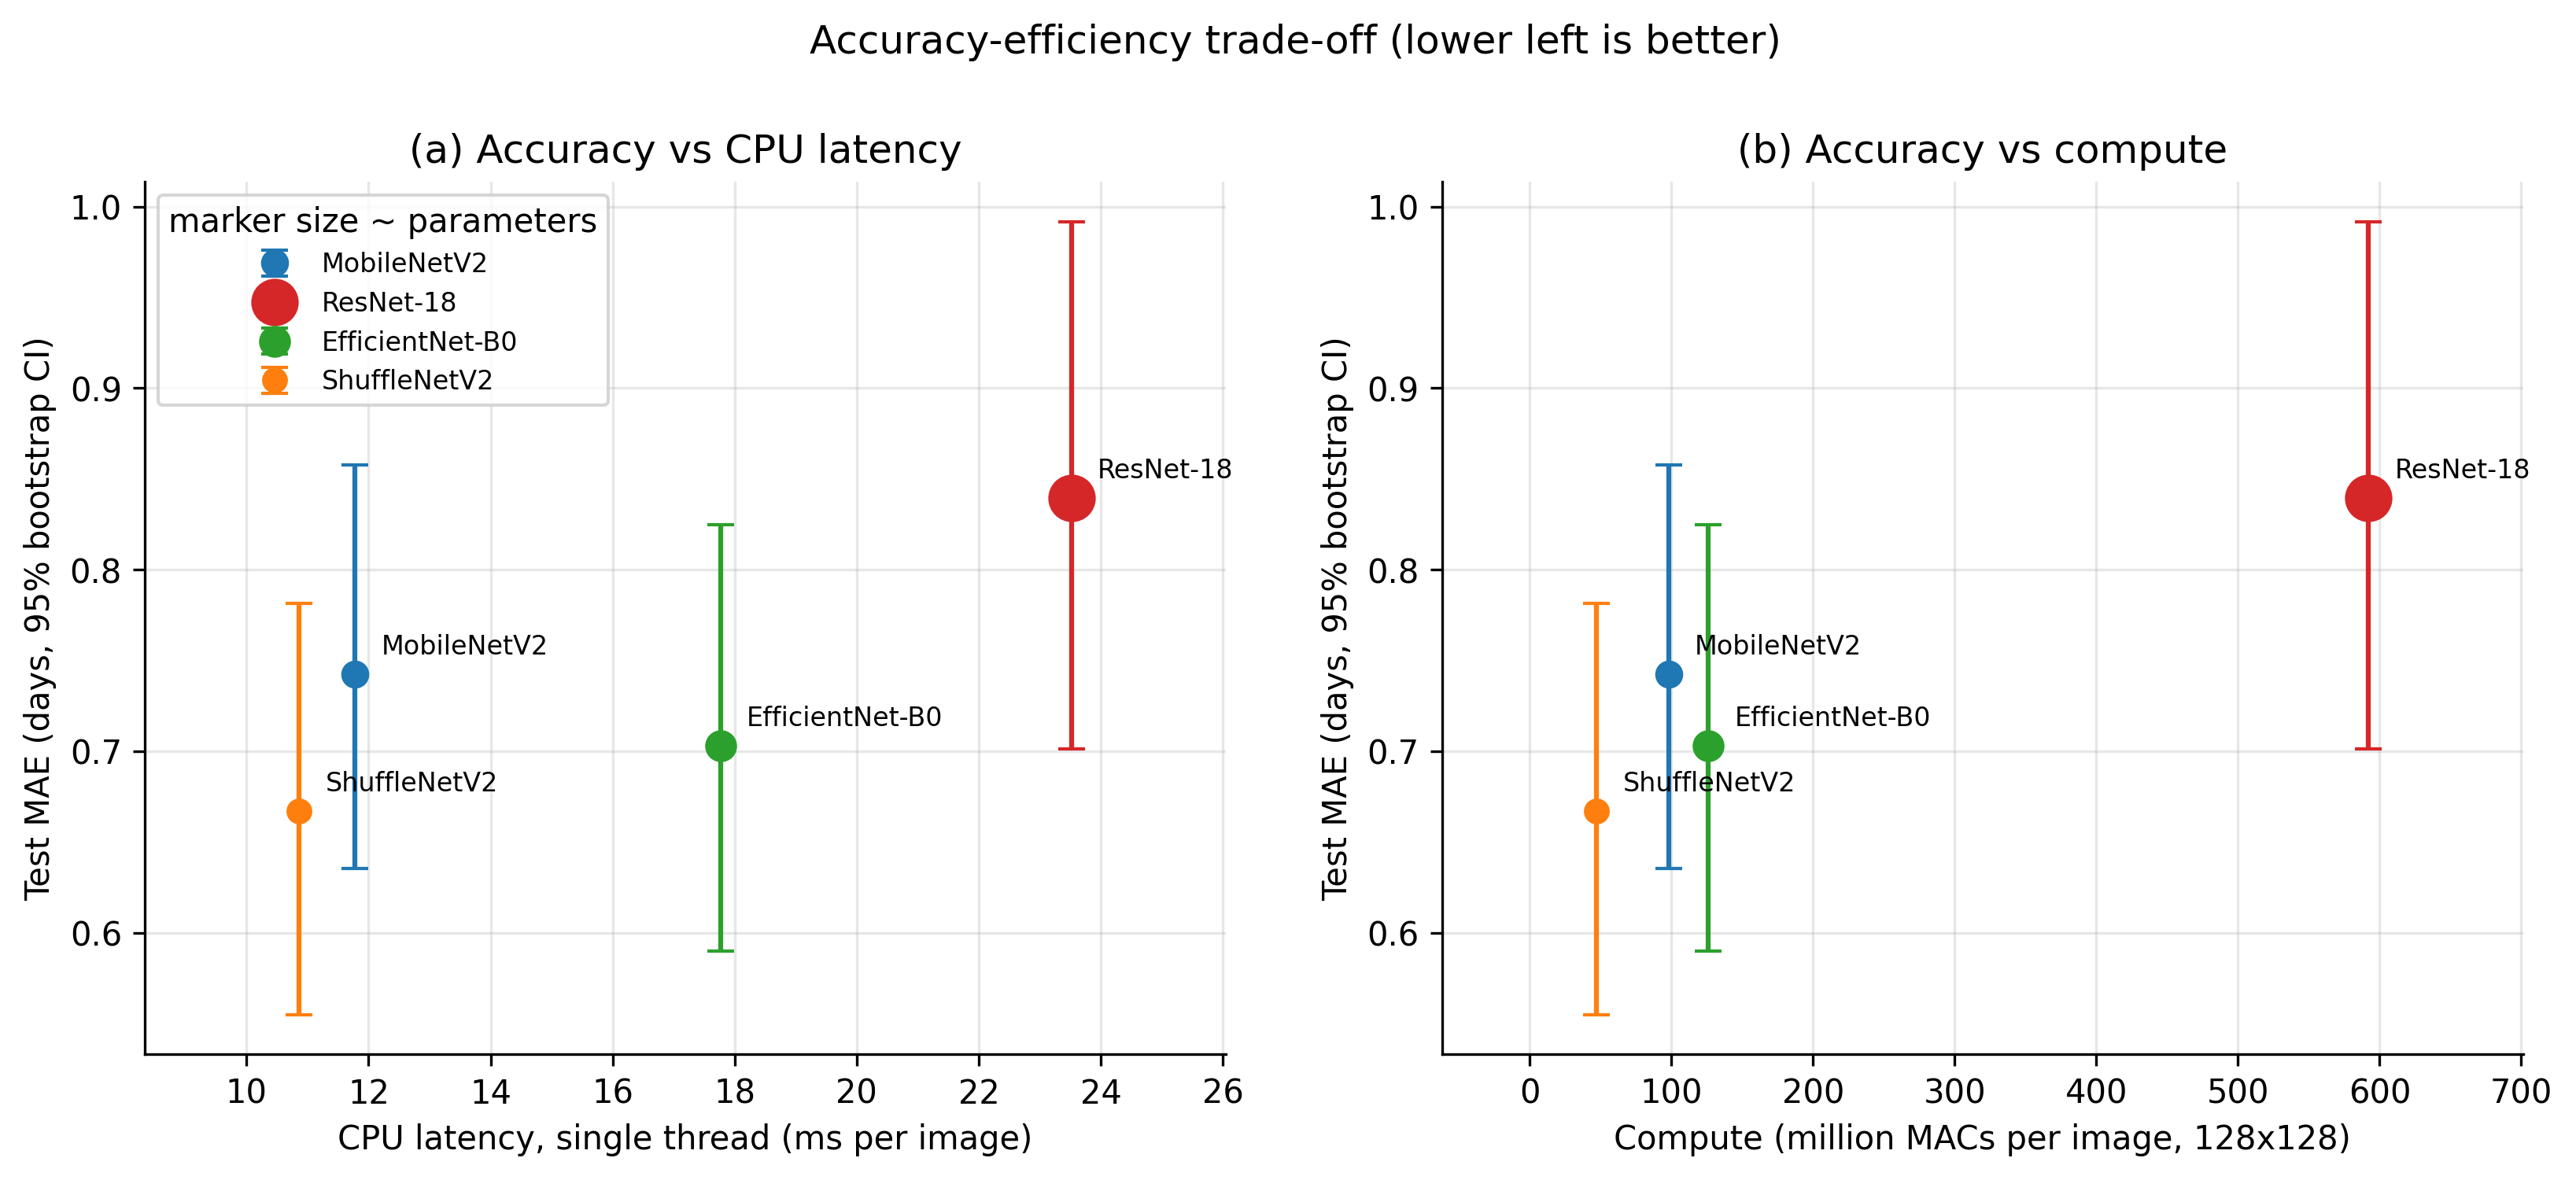 Accuracy-efficiency trade-off (lower left is better)
(a) Accuracy vs CPU latency
Test MAE (days, 95% bootstrap CI)
1.0
0.9
0.8
0.7
0.6
marker size ~ parameters
MobileNetV2
ResNet-18
EfficientNet-B0
ShuffleNetV2
ResNet-18
MobileNetV2
EfficientNet-B0
ShuffleNetV2
10 12 14 16 18 20 22 24 26
CPU latency, single thread (ms per image)
(b) Accuracy vs compute
Test MAE (days, 95% bootstrap CI)
1.0
0.9
0.8
0.7
0.6
ResNet-18
MobileNetV2
EfficientNet-B0
ShuffleNetV2
0 100 200 300 400 500 600 700
Compute (million MACs per image, 128x128)